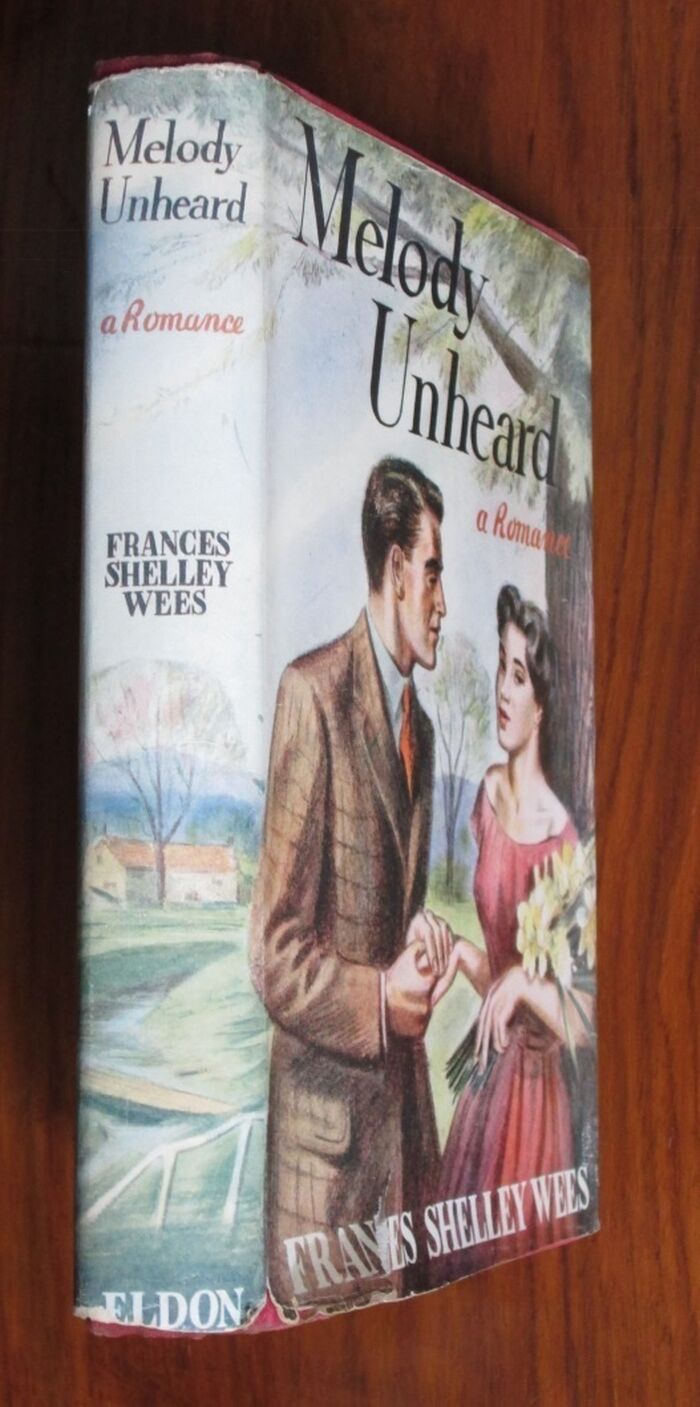 Melody
Unheard
a Romance
FRANCES
SHELLEY
WEES
ELDON
Melody
Unheard
a Romance
FRANCES SHELLEY WEES